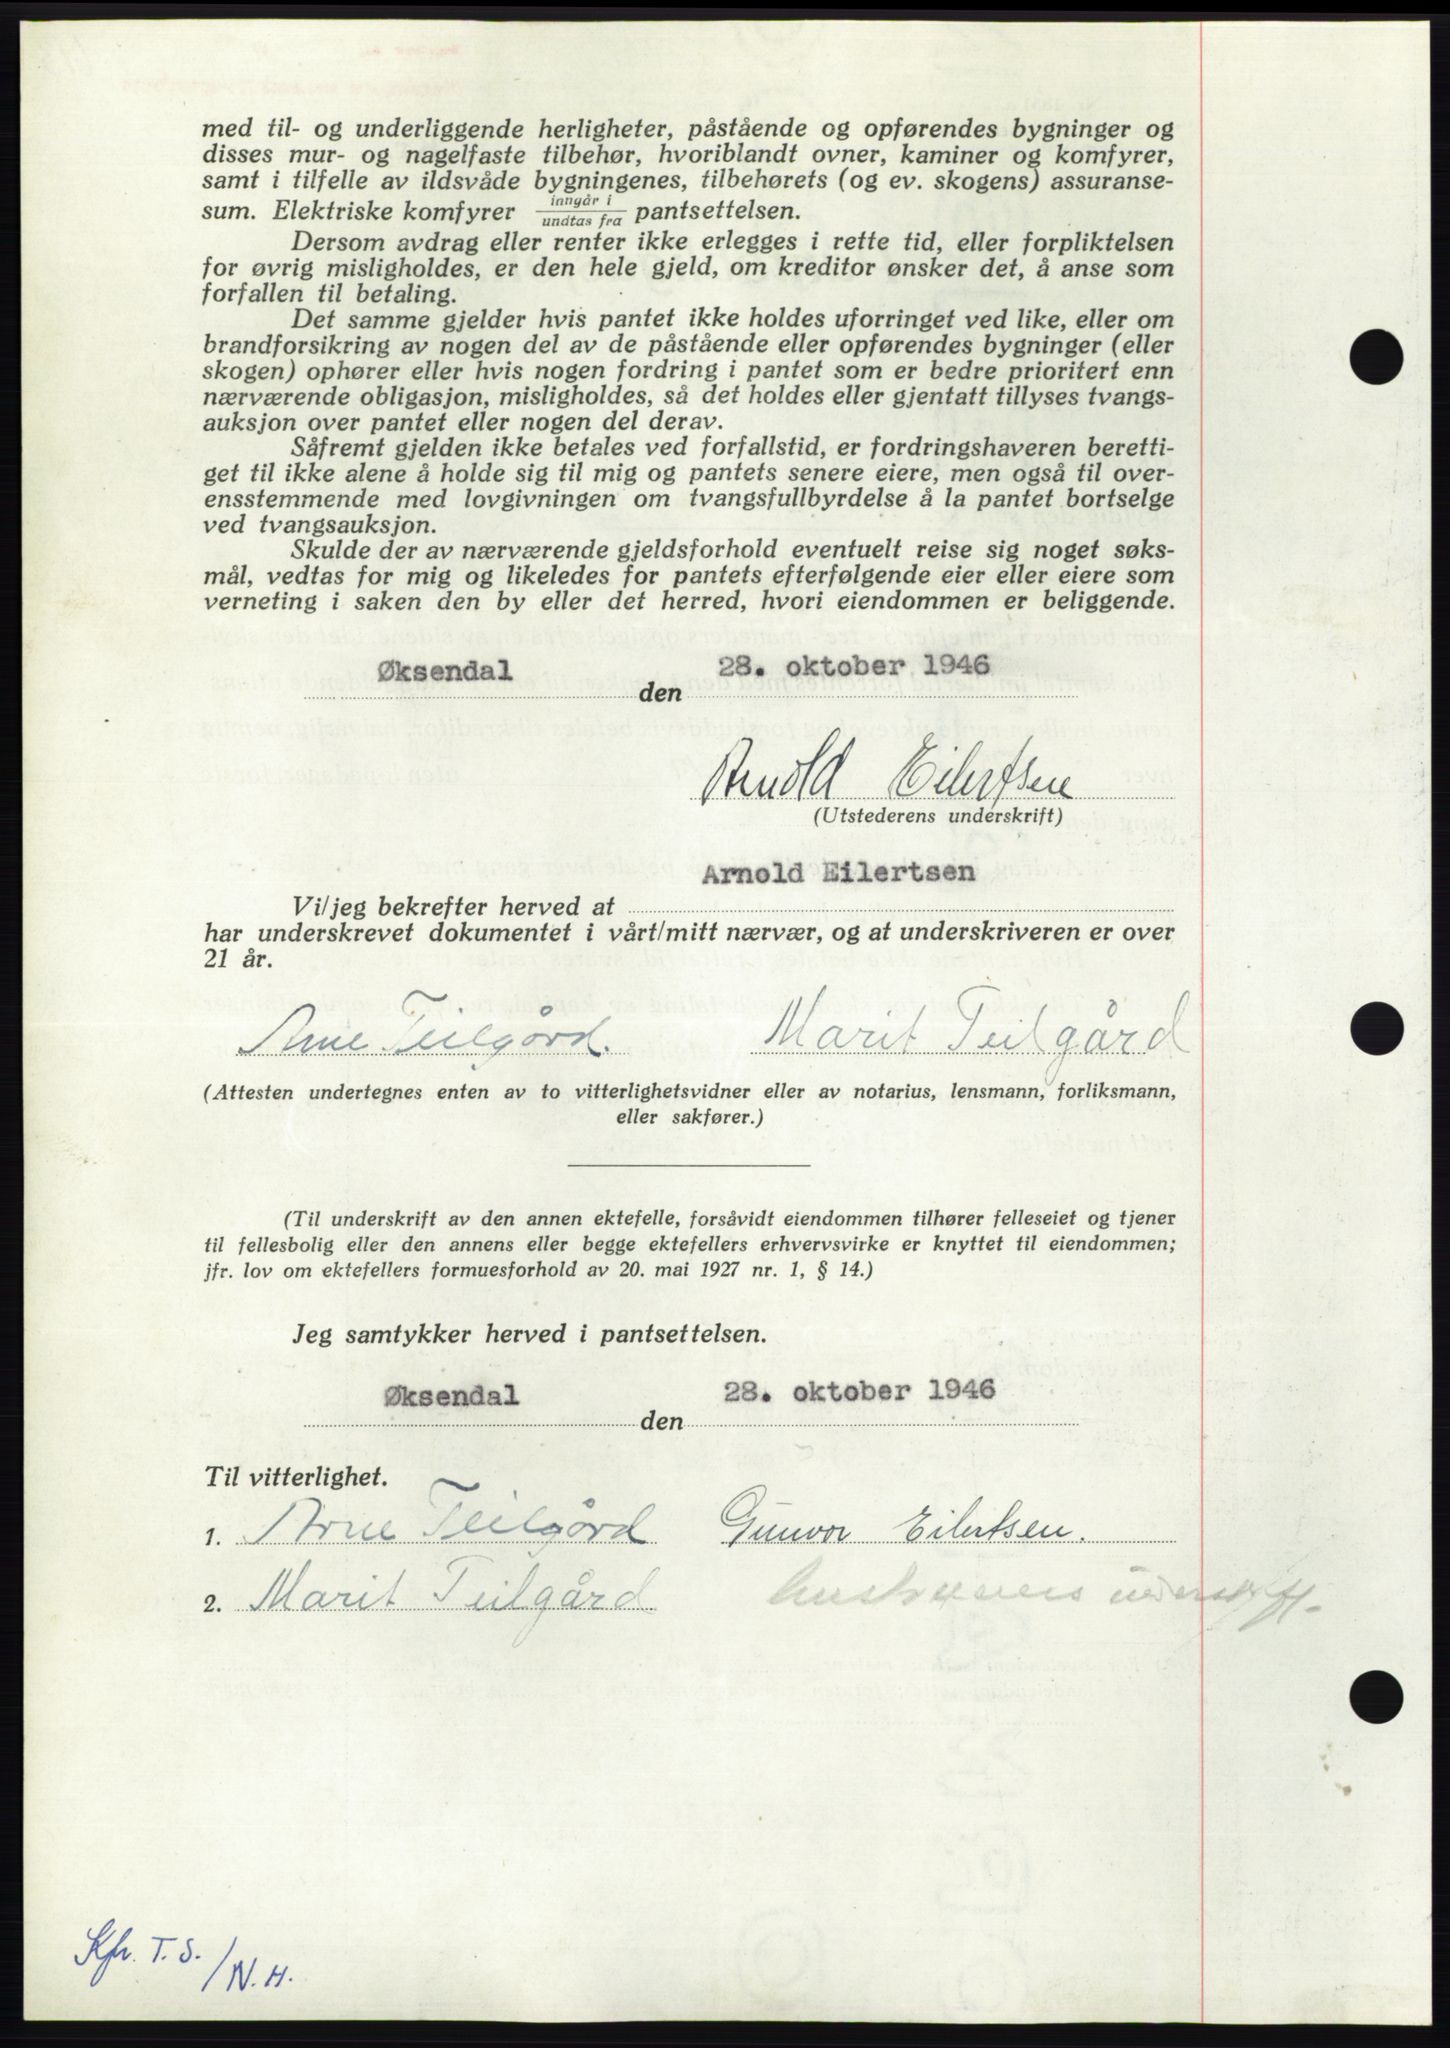 med til- og underliggende herligheter, påstående og opførendes bygninger og
disses mur- og nagelfaste tilbehør, hvoriblandt ovner, kaminer og komfyrer,
samt i tilfelle av ildsvåde bygningenes, tilbehørets (og ev. skogens) assuranse-
sum. Elektriske komfyrer inngår i / undtas fra pantsettelsen.
Dersom avdrag eller renter ikke erlegges i rette tid, eller forpliktelsen
for øvrig misligholdes, er den hele gjeld, om kreditor ønsker det, å anse som
forfallen til betaling.
Det samme gjelder hvis pantet ikke holdes uforringet ved like, eller om
brandforsikring av nogen del av de påstående eller opførendes bygninger (eller
skogen) ophører eller hvis nogen fordring i pantet som er bedre prioritert enn
nærværende obligasjon, misligholdes, så det holdes eller gjentatt tillyses tvangs-
auksjon over pantet eller nogen del derav.
Såfremt gjelden ikke betales ved forfallstid, er fordringshaveren beretti-
get til ikke alene å holde sig til mig og pantets senere eiere, men også til over-
ensstemmende med lovgivningen om tvangsfullbyrdelse å la pantet bortselge
ved tvangsauksjon.
Skulde der av nærværende gjeldsforhold eventuelt reise sig noget søks-
mål, vedtas for mig og likeledes for pantets efterfølgende eier eller eiere som
verneting i saken den by eller det herred, hvori eiendommen er beliggende.
Øksendal den 28. oktober 1946
Arnold Eilertsen
(Utstederens underskrift)
Arnold Eilertsen
Vi/jeg bekrefter herved at
har underskrevet dokumentet i vårt/mitt nærvær, og at underskriveren er over
21 år.
Arne Teilgård. Marit Teilgård
(Attesten undertegnes enten av to vitterlighetsvidner eller av notarius, lensmann, forliksmann,
eller sakfører.)
(Til underskrift av den annen ektefelle, forsåvidt eiendommen tilhører felleseiet og tjener
til fellesbolig eller den annens eller begge ektefellers erhvervsvirke er knyttet til eiendommen;
jfr. lov om ektefellers formuesforhold av 20. mai 1927 nr. 1, § 14.)
Jeg samtykker herved i pantsettelsen.
Øksendal den 28. oktober 1946
Til vitterlighet.
1. Arne Teilgård Gunvor Eilertsen.
2. Marit Teilgård hustruens underskrift.
Kfr. T.S./N.H.